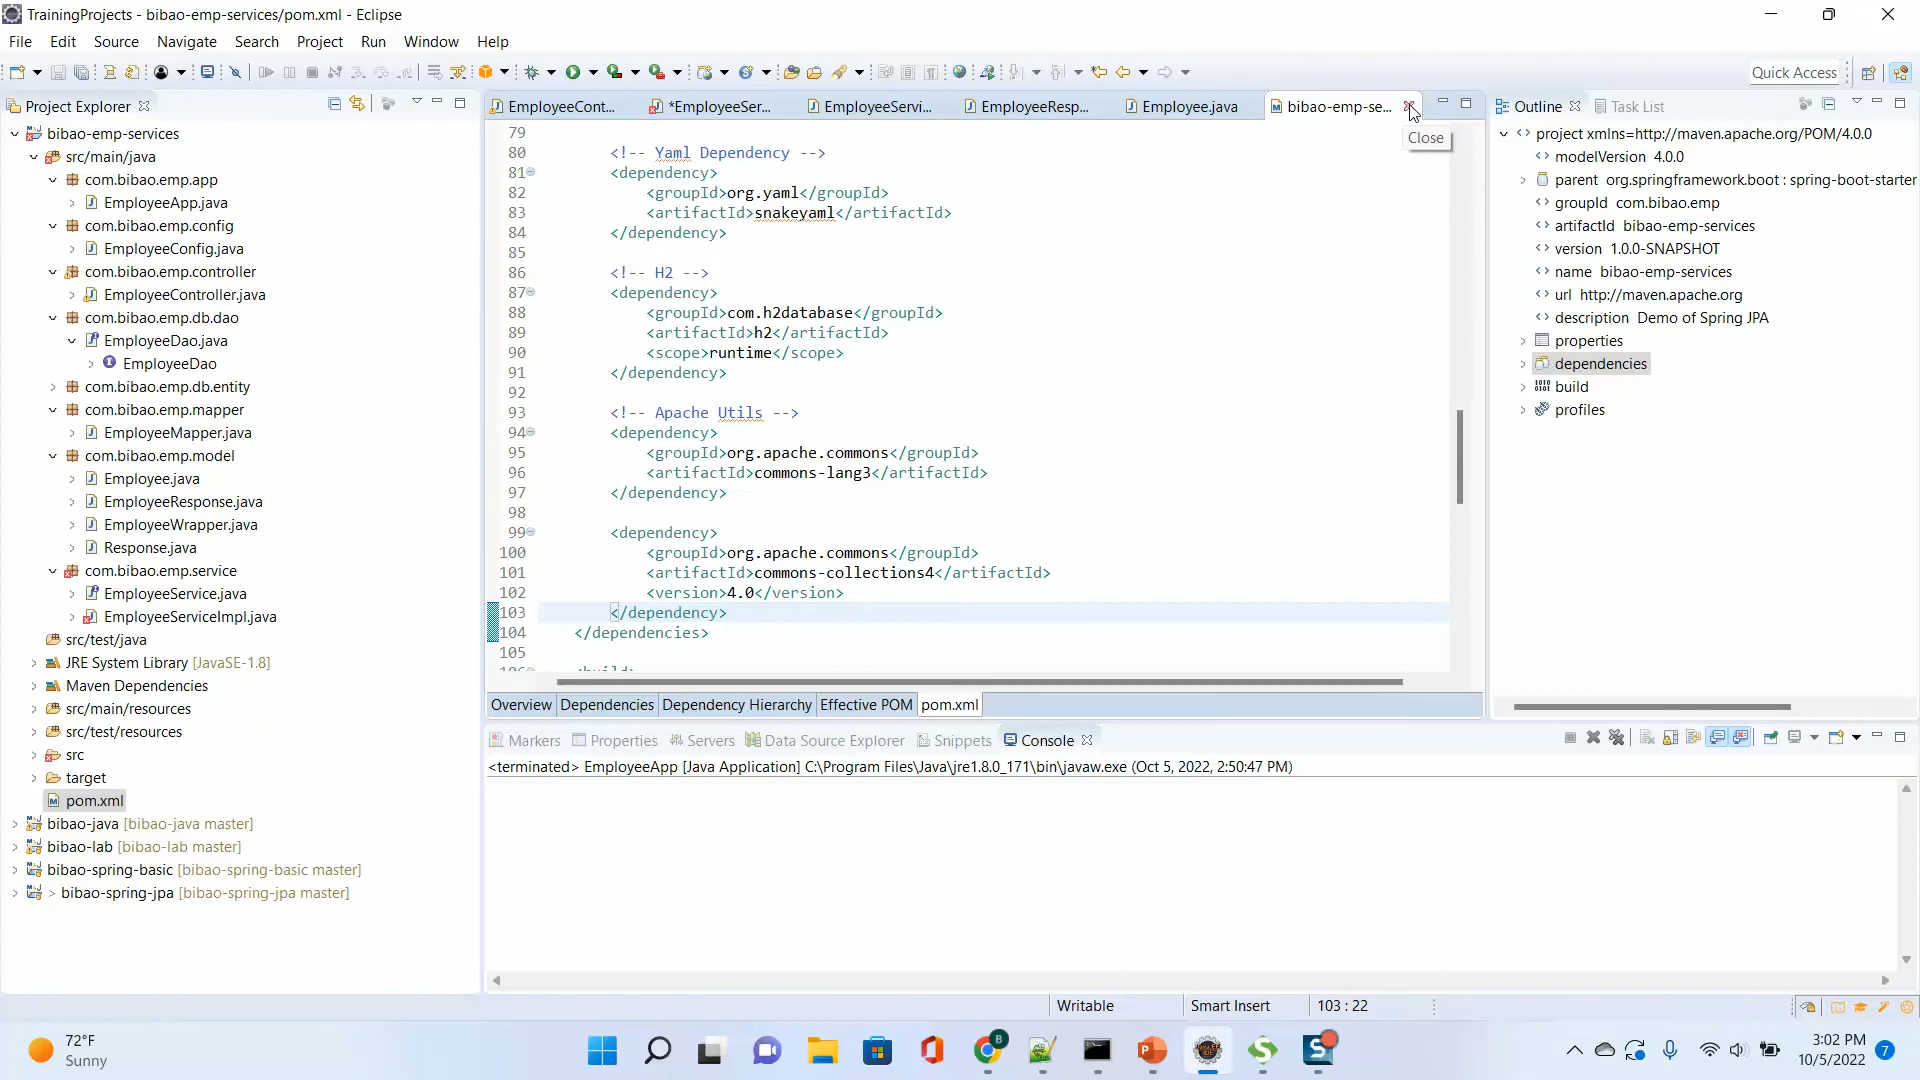 TrainingProjects - bibao-emp-services/pom.xml - Eclipse
File Edit Source Navigate Search Project Run Window Help
Quick Access
Project Explorer
bibao-emp-services
src/main/java
com.bibao.emp.app
EmployeeApp.java
com.bibao.emp.config
EmployeeConfig.java
com.bibao.emp.controller
EmployeeController.java
com.bibao.emp.db.dao
EmployeeDao.java
EmployeeDao
com.bibao.emp.db.entity
com.bibao.emp.mapper
EmployeeMapper.java
com.bibao.emp.model
Employee.java
EmployeeResponse.java
EmployeeWrapper.java
Response.java
com.bibao.emp.service
EmployeeService.java
EmployeeServiceImpl.java
src/test/java
JRE System Library [JavaSE-1.8]
Maven Dependencies
src/main/resources
src/test/resources
src
target
pom.xml
bibao-java [bibao-java master]
bibao-lab [bibao-lab master]
bibao-spring-basic [bibao-spring-basic master]
> bibao-spring-jpa [bibao-spring-jpa master]
EmployeeCont... *EmployeeSer... EmployeeServi... EmployeeResp... Employee.java bibao-emp-se...
Close
79
80 <!-- Yaml Dependency -->
81 <dependency>
82 <groupId>org.yaml</groupId>
83 <artifactId>snakeyaml</artifactId>
84 </dependency>
85
86 <!-- H2 -->
87 <dependency>
88 <groupId>com.h2database</groupId>
89 <artifactId>h2</artifactId>
90 <scope>runtime</scope>
91 </dependency>
92
93 <!-- Apache Utils -->
94 <dependency>
95 <groupId>org.apache.commons</groupId>
96 <artifactId>commons-lang3</artifactId>
97 </dependency>
98
99 <dependency>
100 <groupId>org.apache.commons</groupId>
101 <artifactId>commons-collections4</artifactId>
102 <version>4.0</version>
103 </dependency>
104 </dependencies>
105
106 <build>
Overview Dependencies Dependency Hierarchy Effective POM pom.xml
Outline Task List
project xmlns=http://maven.apache.org/POM/4.0.0
modelVersion 4.0.0
parent org.springframework.boot : spring-boot-starter
groupId com.bibao.emp
artifactId bibao-emp-services
version 1.0.0-SNAPSHOT
name bibao-emp-services
url http://maven.apache.org
description Demo of Spring JPA
properties
dependencies
build
profiles
Markers Properties Servers Data Source Explorer Snippets Console
<terminated> EmployeeApp [Java Application] C:\Program Files\Java\jre1.8.0_171\bin\javaw.exe (Oct 5, 2022, 2:50:47 PM)
Writable Smart Insert 103 : 22
72°F
Sunny
3:02 PM
10/5/2022
7